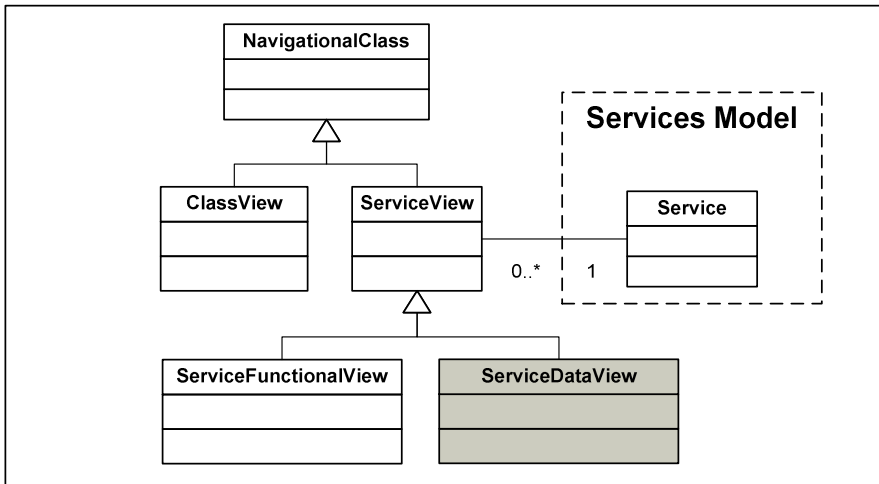 NavigationalClass
Services Model
ClassView
ServiceView
Service
0..*
1
ServiceFunctionalView
ServiceDataView